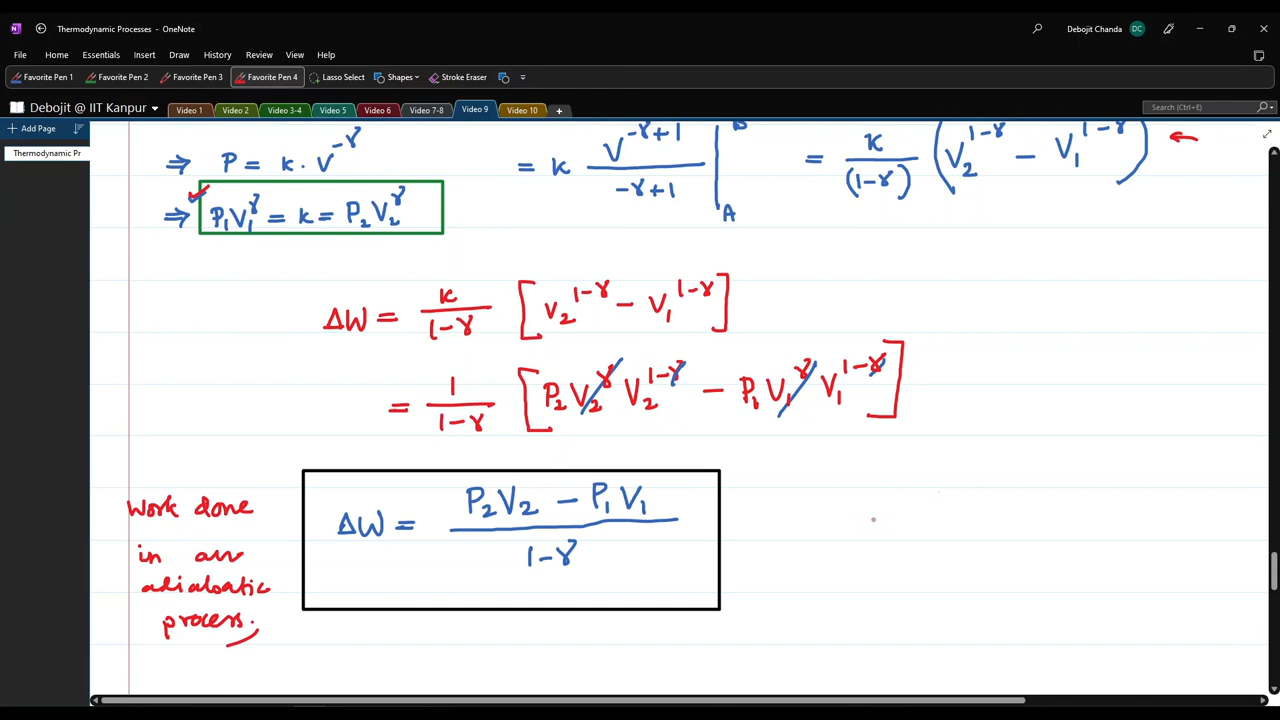 Thermodynamic Processes - OneNote
Debojit Chanda DC
File Home Essentials Insert Draw History Review View Help
Favorite Pen 1 Favorite Pen 2 Favorite Pen 3 Favorite Pen 4 Lasso Select Shapes Stroke Eraser
Debojit @ IIT Kanpur Video 1 Video 2 Video 3-4 Video 5 Video 6 Video 7-8 Video 9 Video 10 Search (Ctrl+E)
Add Page
Thermodynamic Pr
⇒ P = K · V^{-γ}
= K V^{-γ+1} / (-γ+1) |_A^B
= K/(1-γ) (V₂^{1-γ} - V₁^{1-γ}) ←
⇒ P₁V₁^γ = K = P₂V₂^γ
ΔW = K/(1-γ) [V₂^{1-γ} - V₁^{1-γ}]
= 1/(1-γ) [P₂V₂^γ V₂^{1-γ} - P₁V₁^γ V₁^{1-γ}]
Work done
in an
adiabatic
process.
ΔW = (P₂V₂ - P₁V₁) / (1-γ)